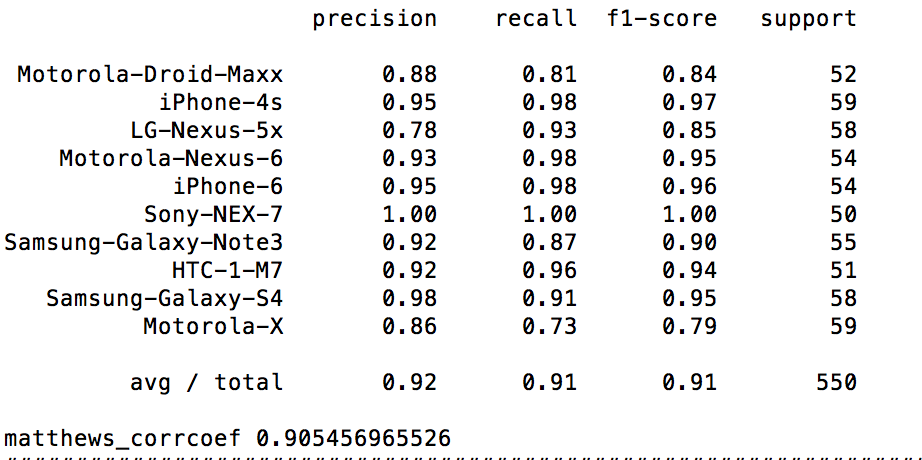 precision recall f1-score support
Motorola-Droid-Maxx 0.88 0.81 0.84 52
iPhone-4s 0.95 0.98 0.97 59
LG-Nexus-5x 0.78 0.93 0.85 58
Motorola-Nexus-6 0.93 0.98 0.95 54
iPhone-6 0.95 0.98 0.96 54
Sony-NEX-7 1.00 1.00 1.00 50
Samsung-Galaxy-Note3 0.92 0.87 0.90 55
HTC-1-M7 0.92 0.96 0.94 51
Samsung-Galaxy-S4 0.98 0.91 0.95 58
Motorola-X 0.86 0.73 0.79 59
avg / total 0.92 0.91 0.91 550
matthews_corrcoef 0.905456965526